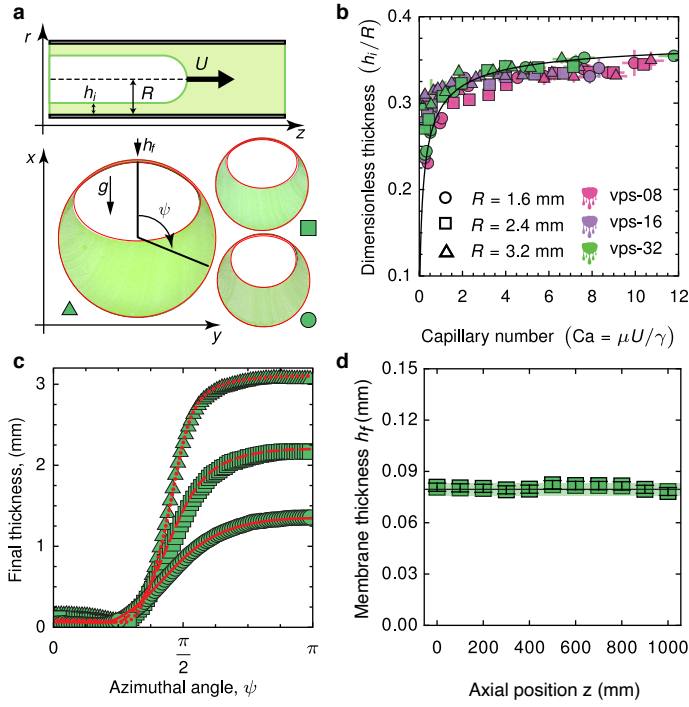 a
r
U
R
h_i
z
x
h_f
g
ψ
y
b
Dimensionless thickness (h_i/R)
0.4
0.3
0.2
0.1
R = 1.6 mm
R = 2.4 mm
R = 3.2 mm
vps-08
vps-16
vps-32
0 2 4 6 8 10 12
Capillary number (Ca = μU/γ)
c
Final thickness, (mm)
3
2
1
0
0 π/2 π
Azimuthal angle, ψ
d
Membrane thickness h_f (mm)
0.15
0.12
0.09
0.06
0.03
0.00
0 200 400 600 800 1000
Axial position z (mm)